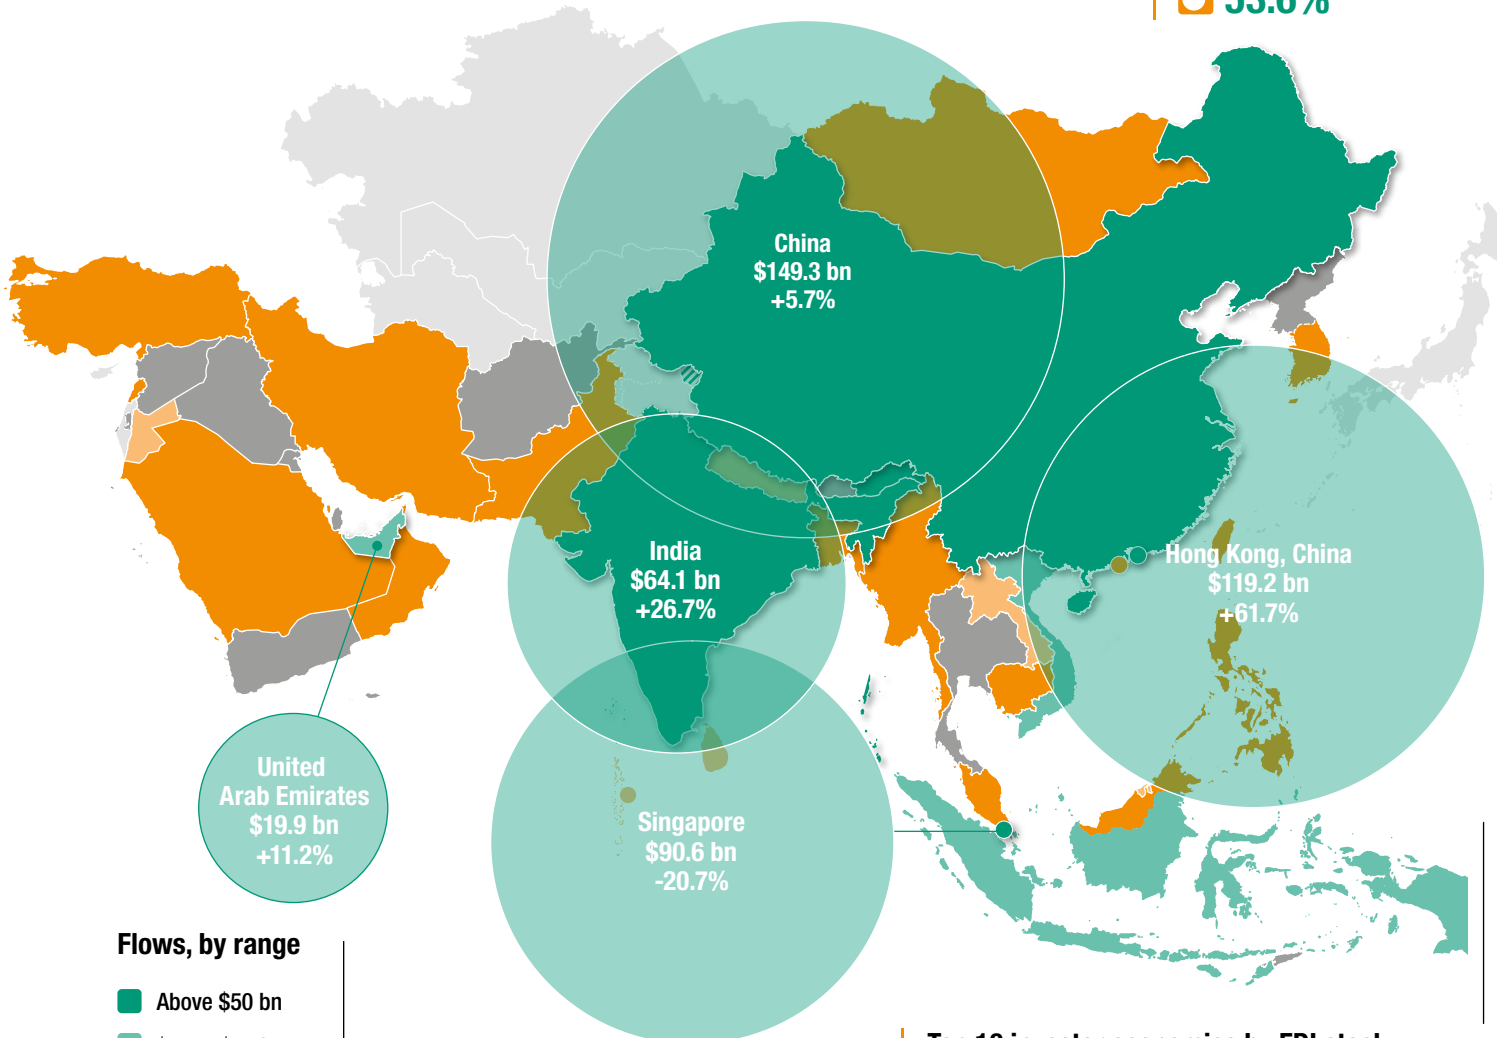 53.6%
China
$149.3 bn
+5.7%
India
$64.1 bn
+26.7%
Hong Kong, China
$119.2 bn
+61.7%
United
Arab Emirates
$19.9 bn
+11.2%
Singapore
$90.6 bn
-20.7%
Flows, by range
Above $50 bn